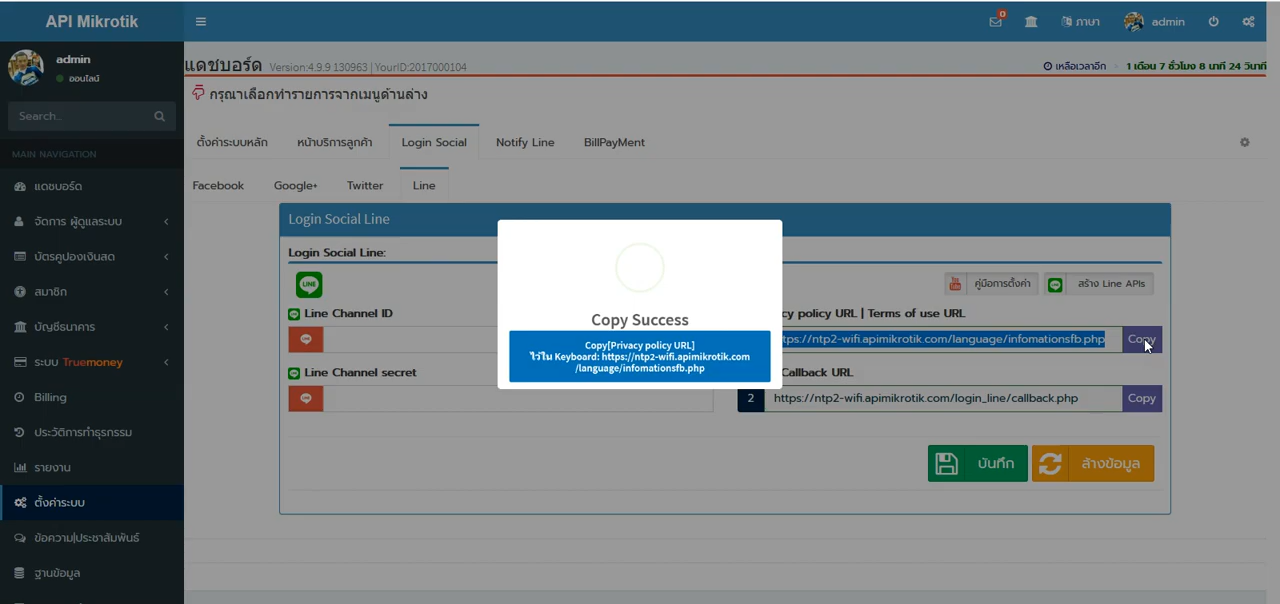 API Mikrotik
0
ภาษา
admin
admin
ออนไลน์
แดชบอร์ด Version:4.9.9 130963 | YourID:2017000104
เหลือเวลาอีก 1 เดือน 7 ชั่วโมง 8 นาที 24 วินาที
กรุณาเลือกทำรายการจากเมนูด้านล่าง
Search...
MAIN NAVIGATION
แดชบอร์ด
จัดการ ผู้ดูแลระบบ
บัตรคูปองเงินสด
สมาชิก
บัญชีธนาคาร
ระบบ Truemoney
Billing
ประวัติการทำธุรกรรม
รายงาน
ตั้งค่าระบบ
ข้อความ|ประชาสัมพันธ์
ฐานข้อมูล
ตั้งค่าระบบหลัก
หน้าบริการลูกค้า
Login Social
Notify Line
BillPayMent
Facebook
Google+
Twitter
Line
Login Social Line
Login Social Line:
LINE
You
คู่มือการตั้งค่า
สร้าง Line APIs
Line Channel ID
cy policy URL | Terms of use URL
tps://ntp2-wifi.apimikrotik.com/language/infomationsfb.php
Copy
Line Channel secret
Callback URL
2
https://ntp2-wifi.apimikrotik.com/login_line/callback.php
Copy
บันทึก
ล้างข้อมูล
Copy Success
Copy[Privacy policy URL]
ไว้ใน Keyboard: https://ntp2-wifi.apimikrotik.com
/language/infomationsfb.php